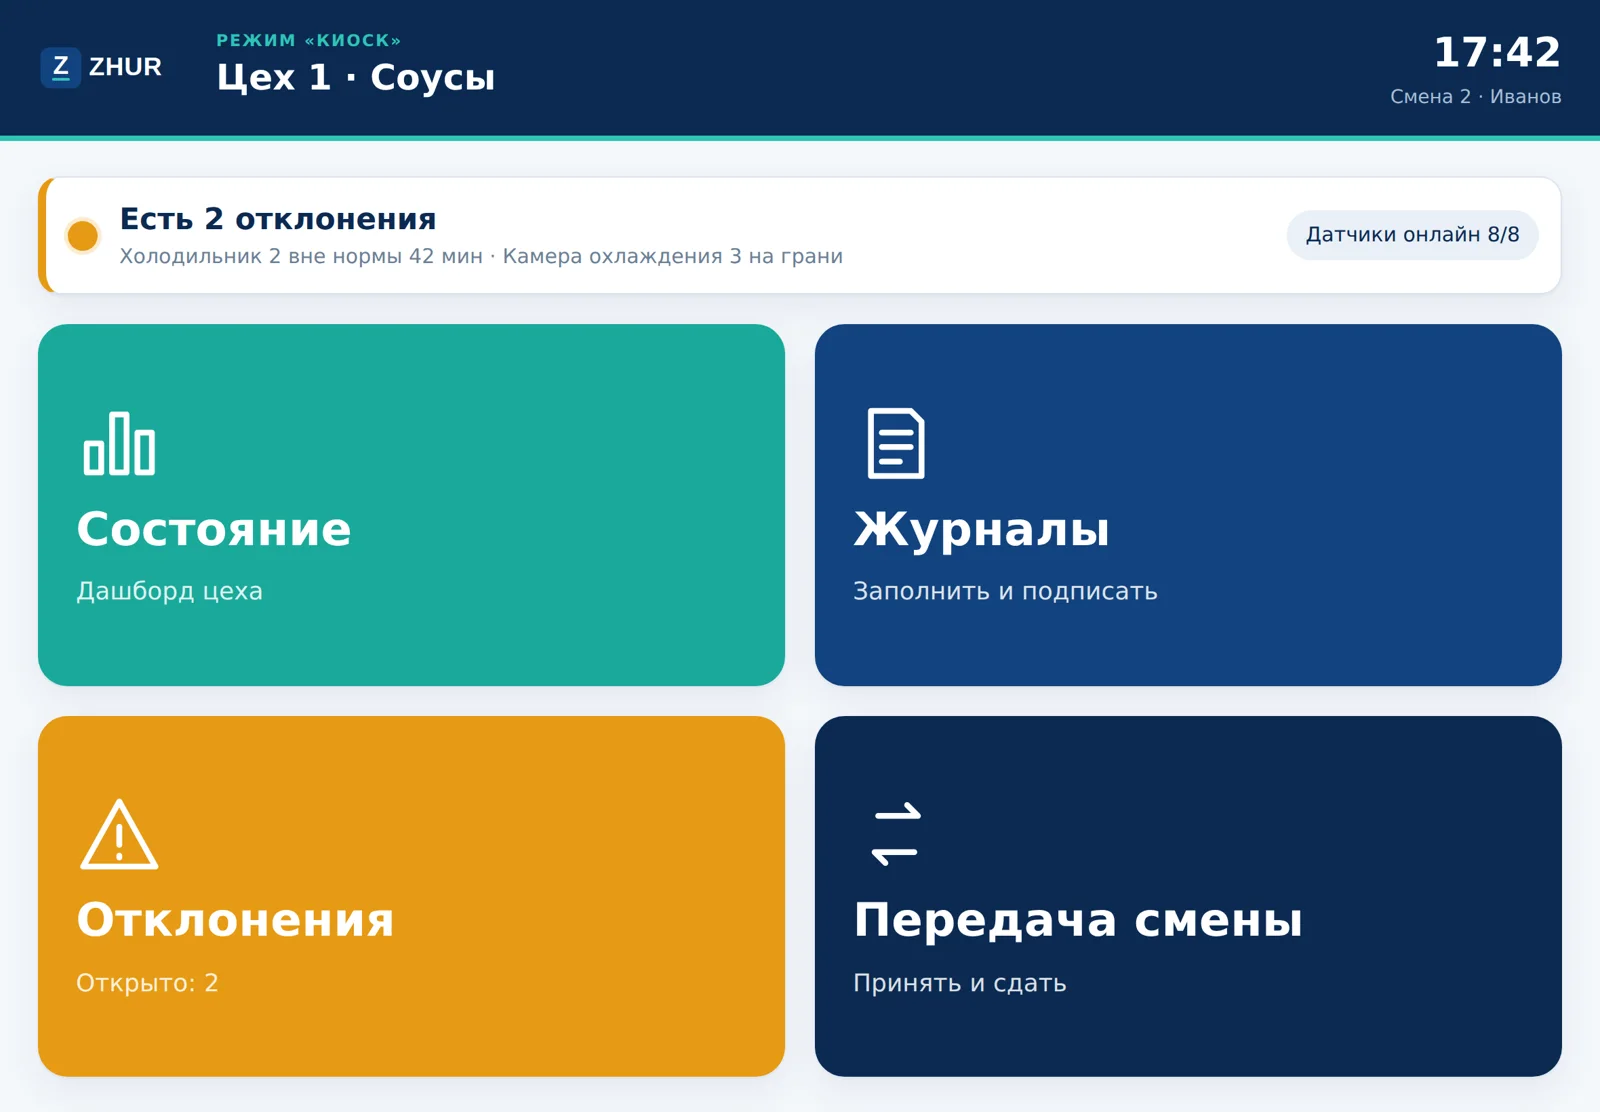 Z ZHUR
РЕЖИМ «КИОСК»
Цех 1 · Соусы
17:42
Смена 2 · Иванов
Есть 2 отклонения
Холодильник 2 вне нормы 42 мин · Камера охлаждения 3 на грани
Датчики онлайн 8/8
Состояние
Дашборд цеха
Журналы
Заполнить и подписать
Отклонения
Открыто: 2
Передача смены
Принять и сдать